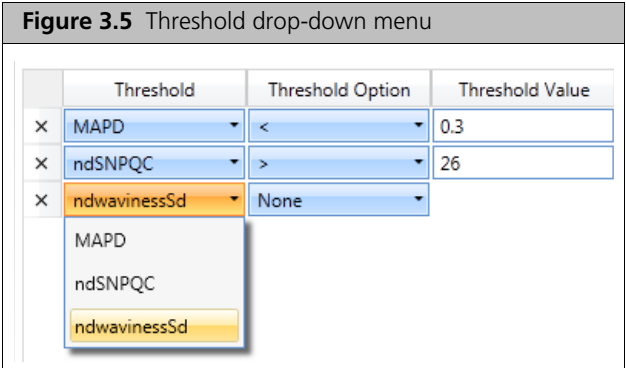 Figure 3.5 Threshold drop-down menu
Threshold Threshold Option Threshold Value
× MAPD < 0.3
× ndSNPQC > 26
× ndwavinessSd None
MAPD
ndSNPQC
ndwavinessSd